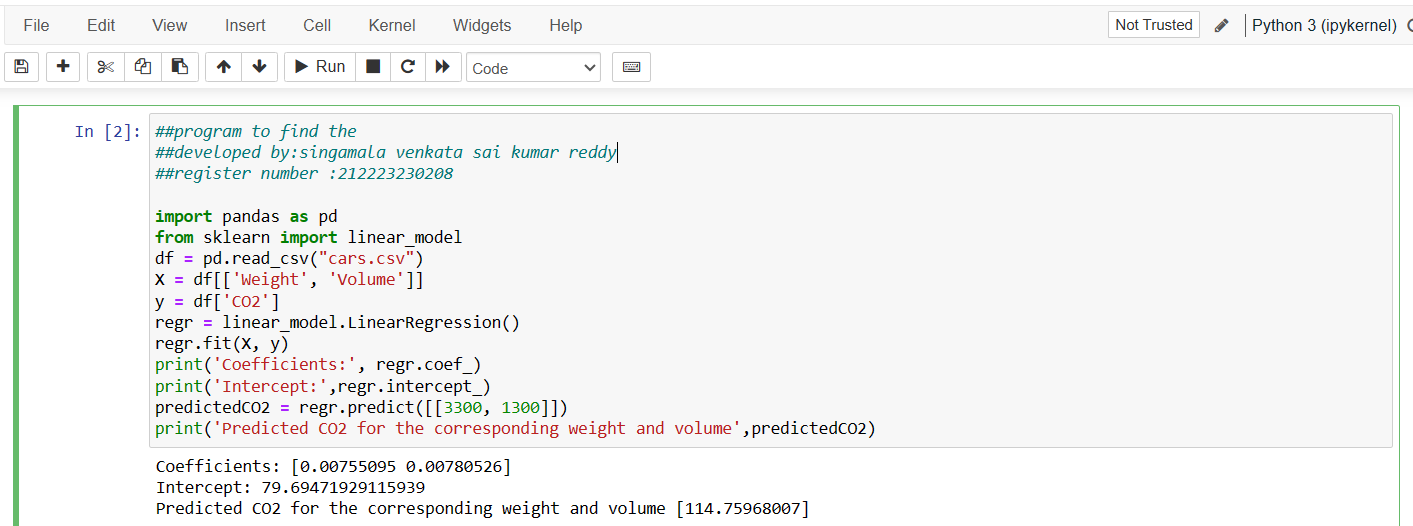 File Edit View Insert Cell Kernel Widgets Help Not Trusted Python 3 (ipykernel)
Run Code
In [2]: ##program to find the
##developed by:singamala venkata sai kumar reddy
##register number :212223230208
import pandas as pd
from sklearn import linear_model
df = pd.read_csv("cars.csv")
X = df[['Weight', 'Volume']]
y = df['CO2']
regr = linear_model.LinearRegression()
regr.fit(X, y)
print('Coefficients:', regr.coef_)
print('Intercept:',regr.intercept_)
predictedCO2 = regr.predict([[3300, 1300]])
print('Predicted CO2 for the corresponding weight and volume',predictedCO2)
Coefficients: [0.00755095 0.00780526]
Intercept: 79.69471929115939
Predicted CO2 for the corresponding weight and volume [114.75968007]